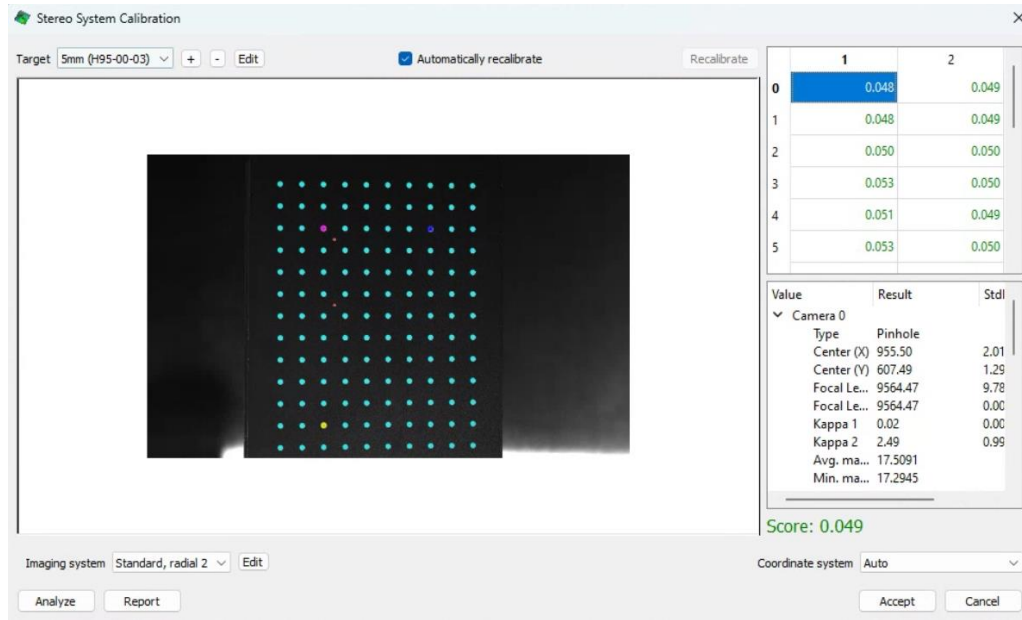 Stereo System Calibration
Target 5mm (H95-00-03) + - Edit Automatically recalibrate Recalibrate
1 2
0 0.048 0.049
1 0.048 0.049
2 0.050 0.050
3 0.053 0.050
4 0.051 0.049
5 0.053 0.050
Value Result Stdl
Camera 0
Type Pinhole
Center (X) 955.50 2.01
Center (Y) 607.49 1.29
Focal Le... 9564.47 9.78
Focal Le... 9564.47 0.00
Kappa 1 0.02 0.00
Kappa 2 2.49 0.99
Avg. ma... 17.5091
Min. ma... 17.2945
Score: 0.049
Imaging system Standard, radial 2 Edit Coordinate system Auto
Analyze Report Accept Cancel